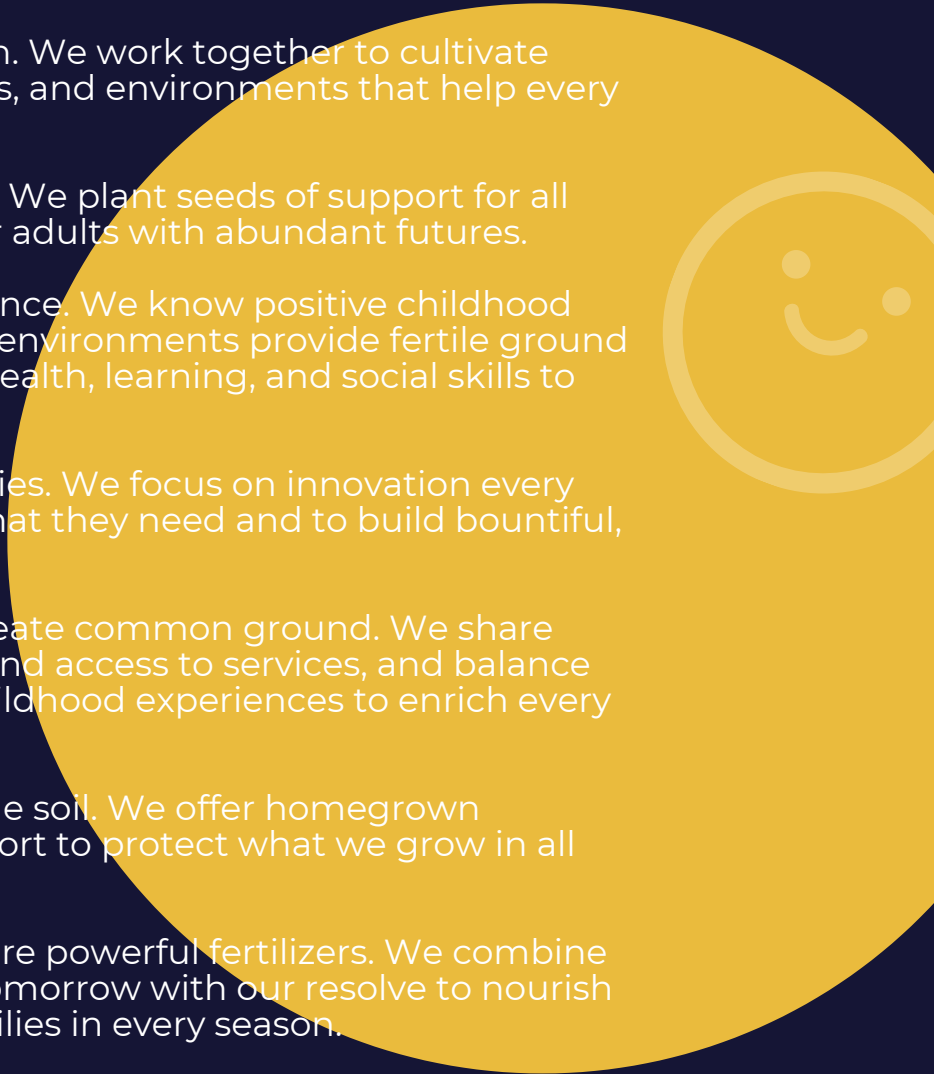 . We work together to cultivate
s, and environments that help every
We plant seeds of support for all
adults with abundant futures.
nce. We know positive childhood
environments provide fertile ground
ealth, learning, and social skills to
ies. We focus on innovation every
hat they need and to build bountiful,
eate common ground. We share
nd access to services, and balance
ildhood experiences to enrich every
e soil. We offer homegrown
ort to protect what we grow in all
re powerful fertilizers. We combine
omorrow with our resolve to nourish
ilies in every season.